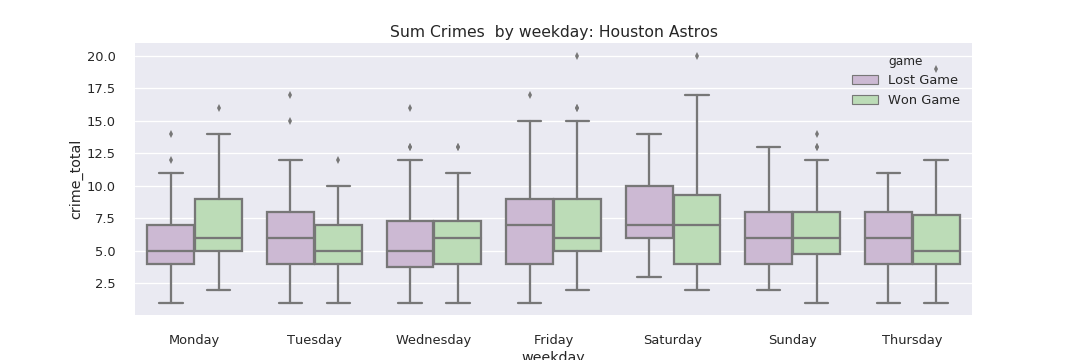 Sum Crimes  by weekday: Houston Astros
crime_total
20.0
17.5
15.0
12.5
10.0
7.5
5.0
2.5
game
Lost Game
Won Game
Monday Tuesday Wednesday Friday Saturday Sunday Thursday
weekday